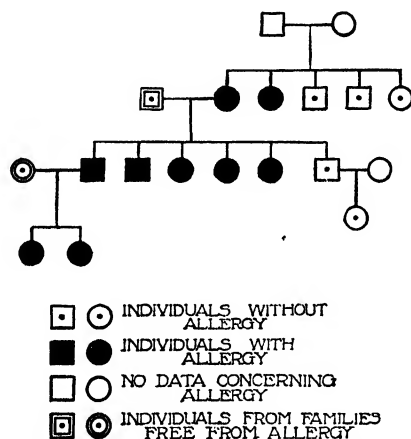 INDIVIDUALS WITHOUT
ALLERGY
INDIVIDUALS WITH
ALLERGY
NO DATA CONCERNING
ALLERGY
INDIVIDUALS FROM FAMILIES
FREE FROM ALLERGY